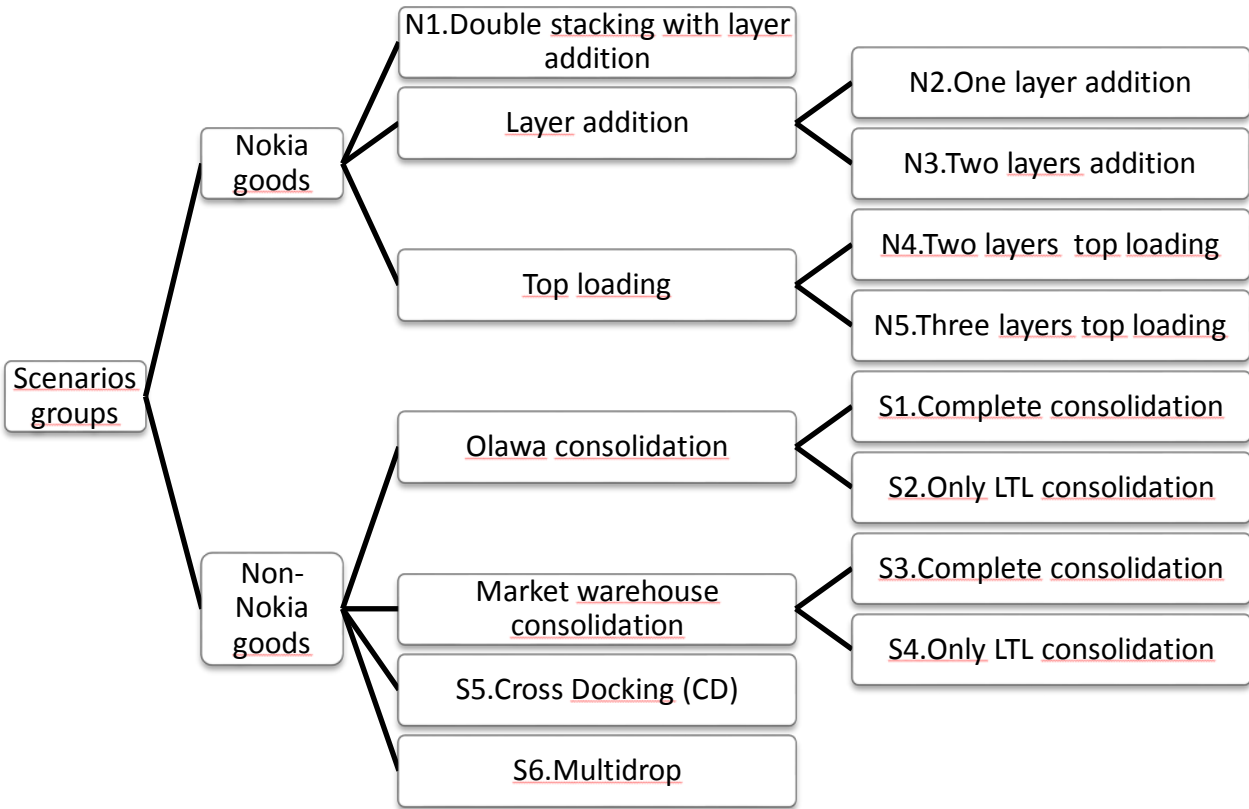 Scenarios
groups
Nokia
goods
N1.Double stacking with layer
addition
Layer addition
N2.One layer addition
N3.Two layers addition
Top loading
N4.Two layers  top loading
N5.Three layers top loading
Non-
Nokia
goods
Olawa consolidation
S1.Complete consolidation
S2.Only LTL consolidation
Market warehouse
consolidation
S3.Complete consolidation
S4.Only LTL consolidation
S5.Cross Docking (CD)
S6.Multidrop